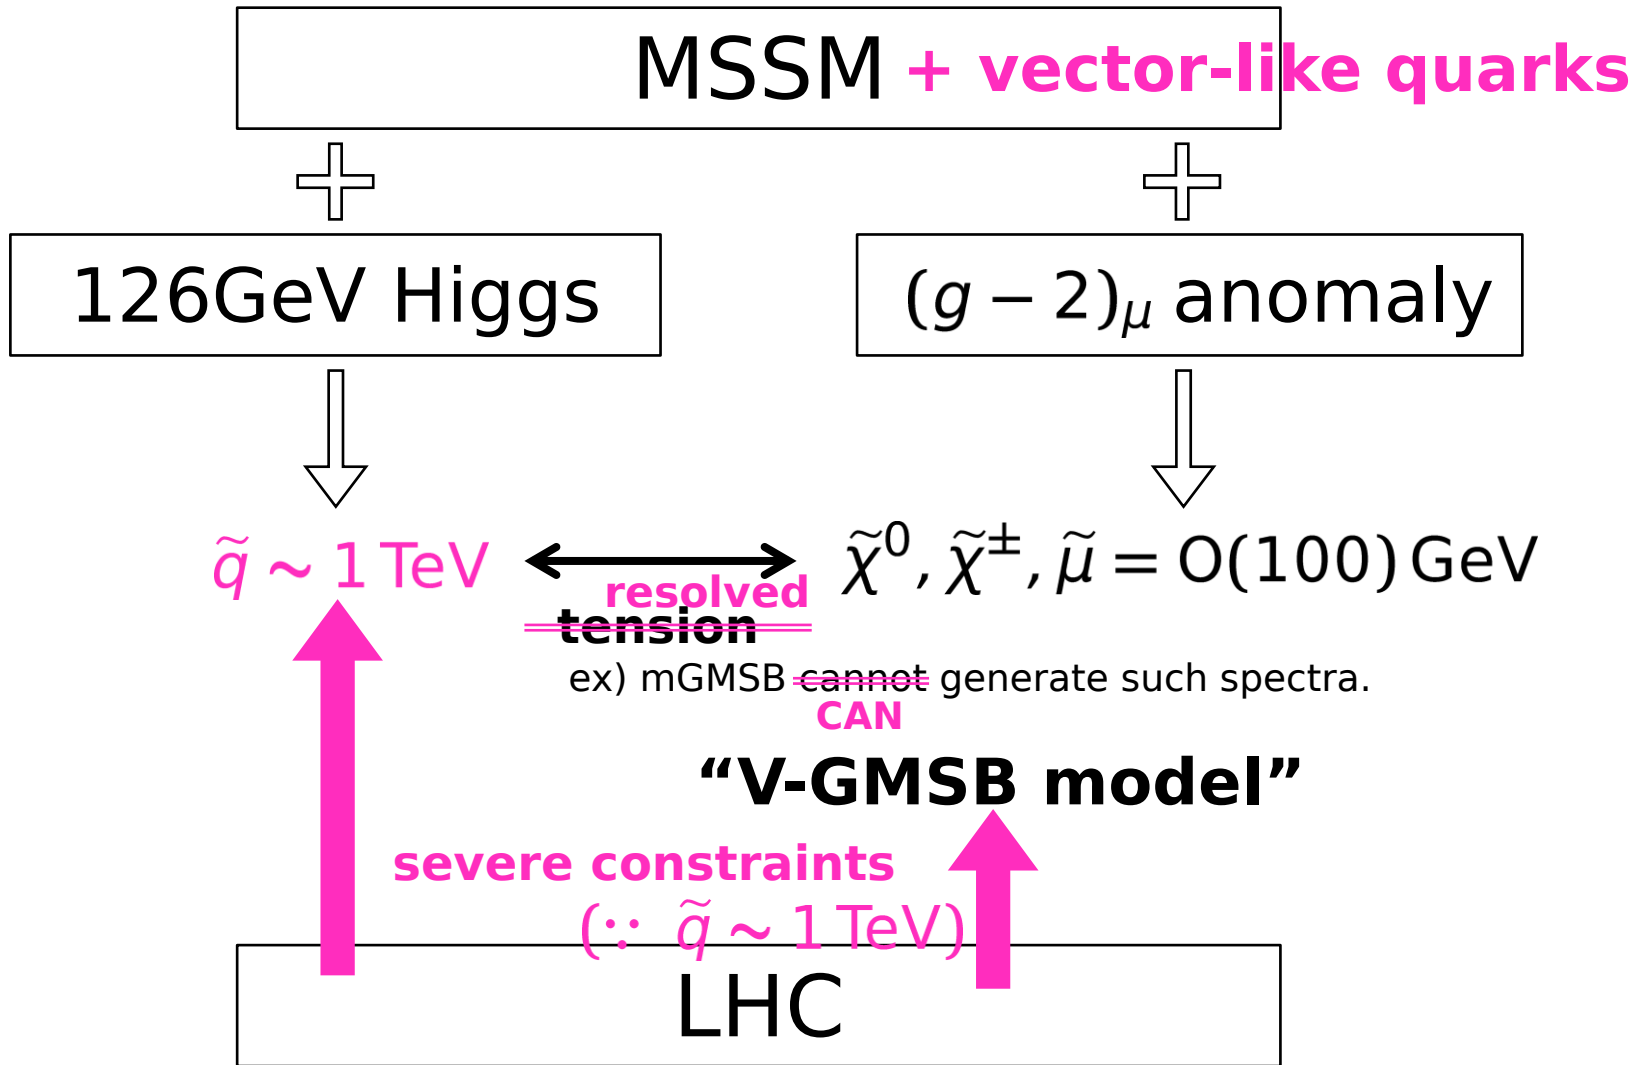 MSSM + vector-like quarks
126GeV Higgs
(g − 2)μ anomaly
q̃ ~ 1 TeV
χ̃⁰, χ̃±, μ̃ = O(100) GeV
resolved
tension
ex) mGMSB cannot generate such spectra.
CAN
“V-GMSB model”
severe constraints
(∵ q̃ ~ 1 TeV)
LHC